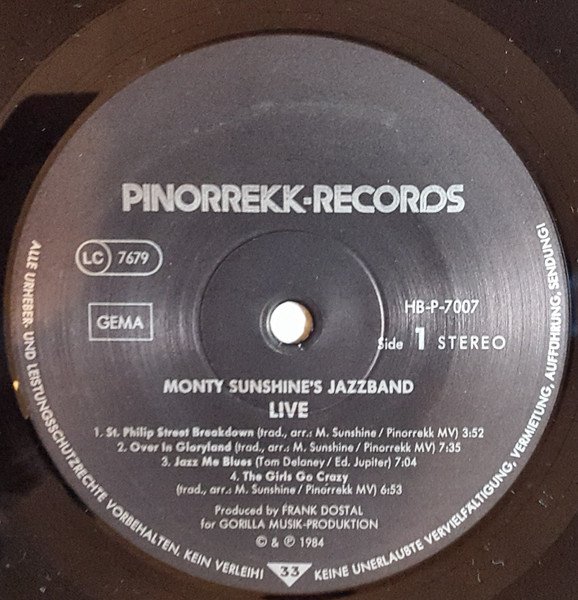 PINORREKK-RECORDS
LC 7679
GEMA
HB-P-7007
Side 1 STEREO
MONTY SUNSHINE'S JAZZBAND
LIVE
1. St. Philip Street Breakdown (trad., arr.: M. Sunshine / Pinorrekk MV) 3:52
2. Over In Gloryland (trad., arr.: M. Sunshine / Pinorrekk MV) 7:35
3. Jazz Me Blues (Tom Delaney / Ed. Jupiter) 7:04
4. The Girls Go Crazy
(trad., arr.: M. Sunshine / Pinorrekk MV) 6:53
Produced by FRANK DOSTAL
for GORILLA MUSIK-PRODUKTION
© & ℗ 1984
ALLE URHEBER- UND LEISTUNGSSCHUTZRECHTE VORBEHALTEN. KEIN VERLEIH! 33 KEINE UNERLAUBTE VERVIELFÄLTIGUNG, VERMIETUNG, AUFFÜHRUNG, SENDUNG!